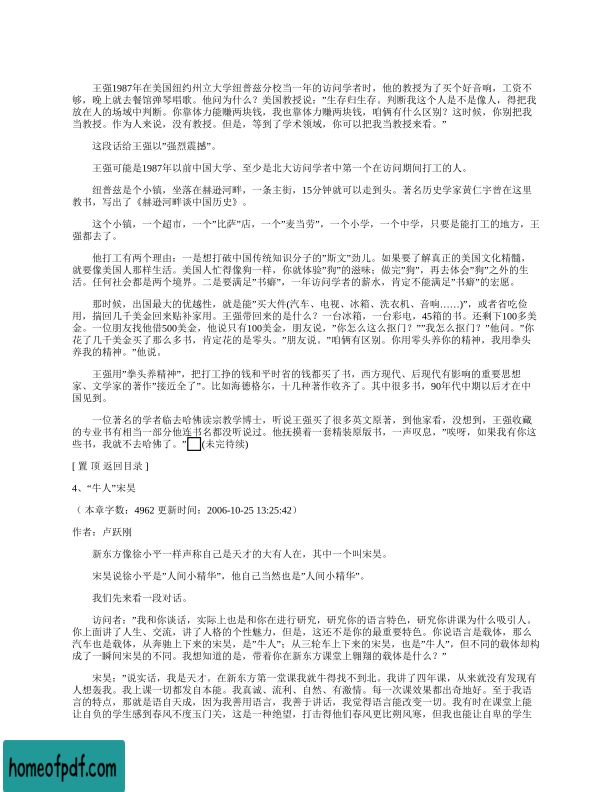 王强1987年在美国纽约州立大学纽普兹分校当一年的访问学者时，他的教授为了买个好音响，工资不
够，晚上就去餐馆弹琴唱歌。他问为什么？美国教授说："生存归生存。判断我这个人是不是像人，得把我
放在人的场域中判断。你靠体力能赚两块钱，我也靠体力赚两块钱，咱俩有什么区别？这时候，你别把我
当教授。作为人来说，没有教授。但是，等到了学术领域，你可以把我当教授来看。"
这段话给王强以"强烈震撼"。
王强可能是1987年以前中国大学、至少是北大访问学者中第一个在访问期间打工的人。
纽普兹是个小镇，坐落在赫逊河畔，一条主街，15分钟就可以走到头。著名历史学家黄仁宇曾在这里
教书，写出了《赫逊河畔谈中国历史》。
这个小镇，一个超市，一个"比萨"店，一个"麦当劳"，一个小学，一个中学，只要是能打工的地方，王
强都去了。
他打工有两个理由：一是想打破中国传统知识分子的"斯文"劲儿。如果要了解真正的美国文化精髓，
就要像美国人那样生活。美国人忙得像狗一样，你就体验"狗"的滋味；做完"狗"，再去体会"狗"之外的生
活。任何社会都是两个境界。二是要满足"书癖"，一年访问学者的薪水，肯定不能满足"书癖"的宏愿。
那时候，出国最大的优越性，就是能"买大件(汽车、电视、冰箱、洗衣机、音响……)"，或者省吃俭
用，揣回几千美金回来贴补家用。王强带回来的是什么？一台冰箱，一台彩电，45箱的书。还剩下100多美
金。一位朋友找他借500美金，他说只有100美金，朋友说，"你怎么这么抠门？""我怎么抠门？"他问。"你
花了几千美金买了那么多书，肯定花的是零头。"朋友说。"咱俩有区别。你用零头养你的精神，我用拳头
养我的精神。"他说。
王强用"拳头养精神"，把打工挣的钱和平时省的钱都买了书，西方现代、后现代有影响的重要思想
家、文学家的著作"接近全了"。比如海德格尔，十几种著作收齐了。其中很多书，90年代中期以后才在中
国见到。
一位著名的学者临去哈佛读宗教学博士，听说王强买了很多英文原著，到他家看，没想到，王强收藏
的专业书有相当一部分他连书名都没听说过。他抚摸着一套精装原版书，一声叹息，"唉呀，如果我有你这
些书，我就不去哈佛了。"(未完待续)
[ 置 顶 返回目录 ]
4、“牛人”宋昊
（ 本章字数：4962 更新时间：2006-10-25 13:25:42）
作者：卢跃刚
新东方像徐小平一样声称自己是天才的大有人在，其中一个叫宋昊。
宋昊说徐小平是"人间小精华"，他自己当然也是"人间小精华"。
我们先来看一段对话。
访问者："我和你谈话，实际上也是和你在进行研究，研究你的语言特色，研究你讲课为什么吸引人。
你上面讲了人生、交流，讲了人格的个性魅力，但是，这还不是你的最重要特色。你说语言是载体，那么
汽车也是载体，从奔驰上下来的宋昊，是"牛人"；从三轮车上下来的宋昊，也是"牛人"，但不同的载体却构
成了一瞬间宋昊的不同。我想知道的是，带着你在新东方课堂上翱翔的载体是什么？"
宋昊："说实话，我是天才。在新东方第一堂课我就牛得找不到北。我讲了四年课，从来就没有发现有
人想轰我。我上课一切都发自本能。我真诚、流利、自然、有激情。每一次课效果都出奇地好。至于我语
言的特点，那就是语自天成，因为我善用语言，我善于讲话，我觉得语言能改变一切。我有时在课堂上能
让自负的学生感到春风不度玉门关，这是一种绝望，打击得他们春风更比朔风寒，但我也能让自卑的学生
homeofpdf.com